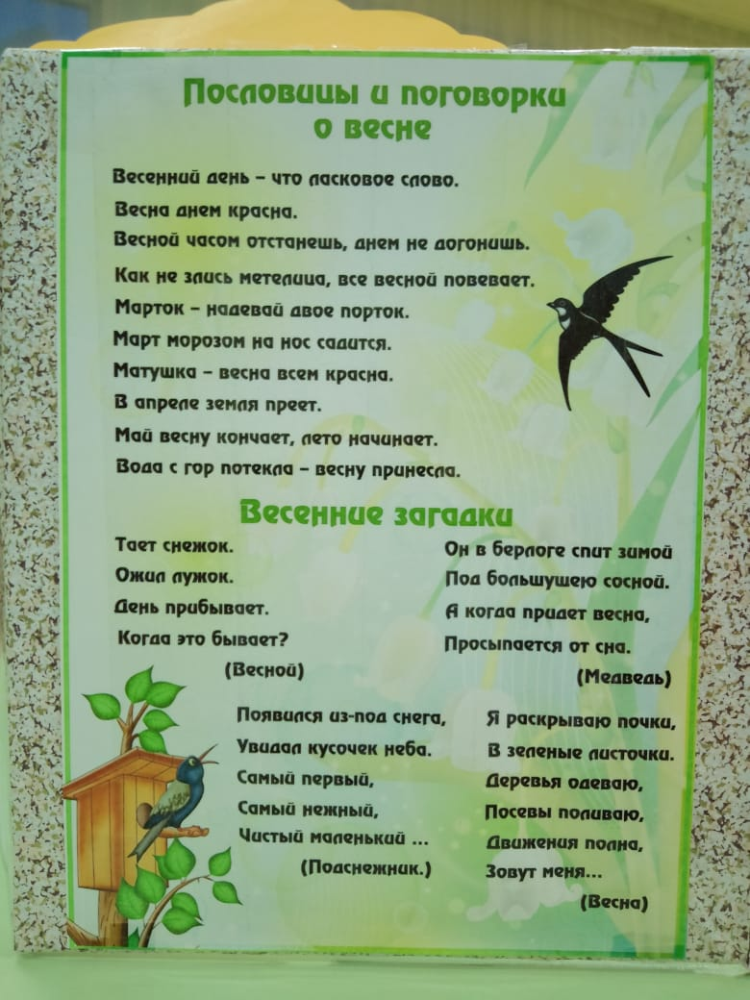 Пословицы и поговорки
о весне
Весенний день – что ласковое слово.
Весна днем красна.
Весной часом отстанешь, днем не догонишь.
Как не злись метелица, все весной повевает.
Марток – надевай двое порток.
Март морозом на нос садится.
Матушка – весна всем красна.
В апреле земля преет.
Май весну кончает, лето начинает.
Вода с гор потекла – весну принесла.
Весенние загадки
Тает снежок.
Ожил лужок.
День прибывает.
Когда это бывает?
(Весной)
Он в берлоге спит зимой
Под большушею сосной.
А когда придет весна,
Просыпается от сна.
(Медведь)
Появился из-под снега,
Увидал кусочек неба.
Самый первый,
Самый нежный,
Чистый маленький ...
(Подснежник.)
Я раскрываю почки,
В зеленые листочки.
Деревья одеваю,
Посевы поливаю,
Движения полна,
Зовут меня...
(Весна)